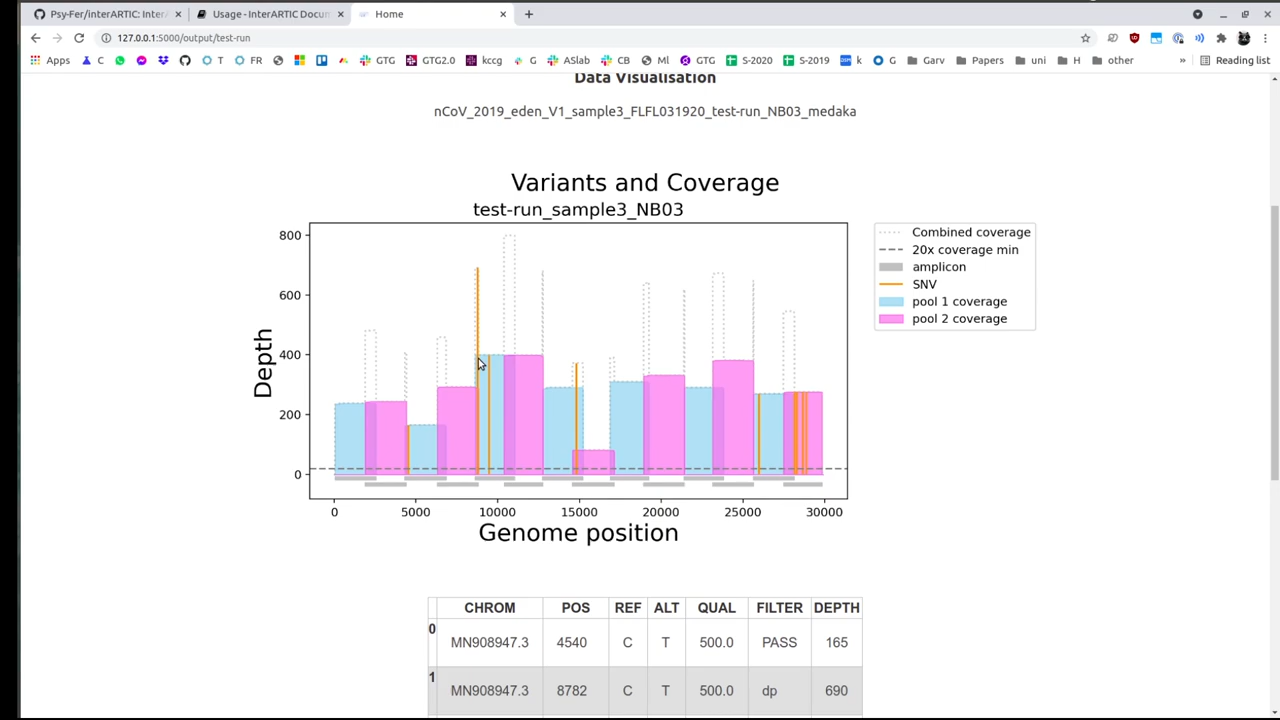 Psy-Fer/interARTIC: InterA
Usage - InterARTIC Docum
Home
127.0.0.1:5000/output/test-run
Apps C T FR GTG GTG2.0 kccg G ASlab CB Ml GTG S-2020 S-2019 k G Garv Papers uni H other » Reading list
Data Visualisation
nCoV_2019_eden_V1_sample3_FLFL031920_test-run_NB03_medaka
Variants and Coverage
test-run_sample3_NB03
800
600
400
200
0
Depth
0 5000 10000 15000 20000 25000 30000
Genome position
Combined coverage
20x coverage min
amplicon
SNV
pool 1 coverage
pool 2 coverage
CHROM POS REF ALT QUAL FILTER DEPTH
0 MN908947.3 4540 C T 500.0 PASS 165
1 MN908947.3 8782 C T 500.0 dp 690